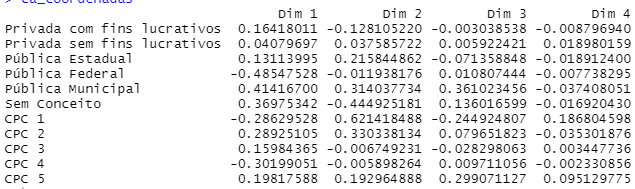 > ca_coordenadas
Dim 1 Dim 2 Dim 3 Dim 4
Privada com fins lucrativos 0.16418011 -0.128105220 -0.003038538 -0.008796940
Privada sem fins lucrativos 0.04079697 0.037585722 0.005922421 0.018980159
Pública Estadual 0.13113995 0.215844862 -0.071358848 -0.018912400
Pública Federal -0.48547528 -0.011938176 0.010807444 -0.007738295
Pública Municipal 0.41416700 0.314037734 0.361023456 -0.037408051
Sem Conceito 0.36975342 -0.444925181 0.136016599 -0.016920430
CPC 1 -0.28629528 0.621418488 -0.244924807 0.186804598
CPC 2 0.28925105 0.330338134 0.079651823 -0.035301876
CPC 3 0.15984365 -0.006749231 -0.028298063 0.003447736
CPC 4 -0.30199051 -0.005898264 0.009711056 -0.002330856
CPC 5 0.19817588 0.192964888 0.299071127 0.095129775